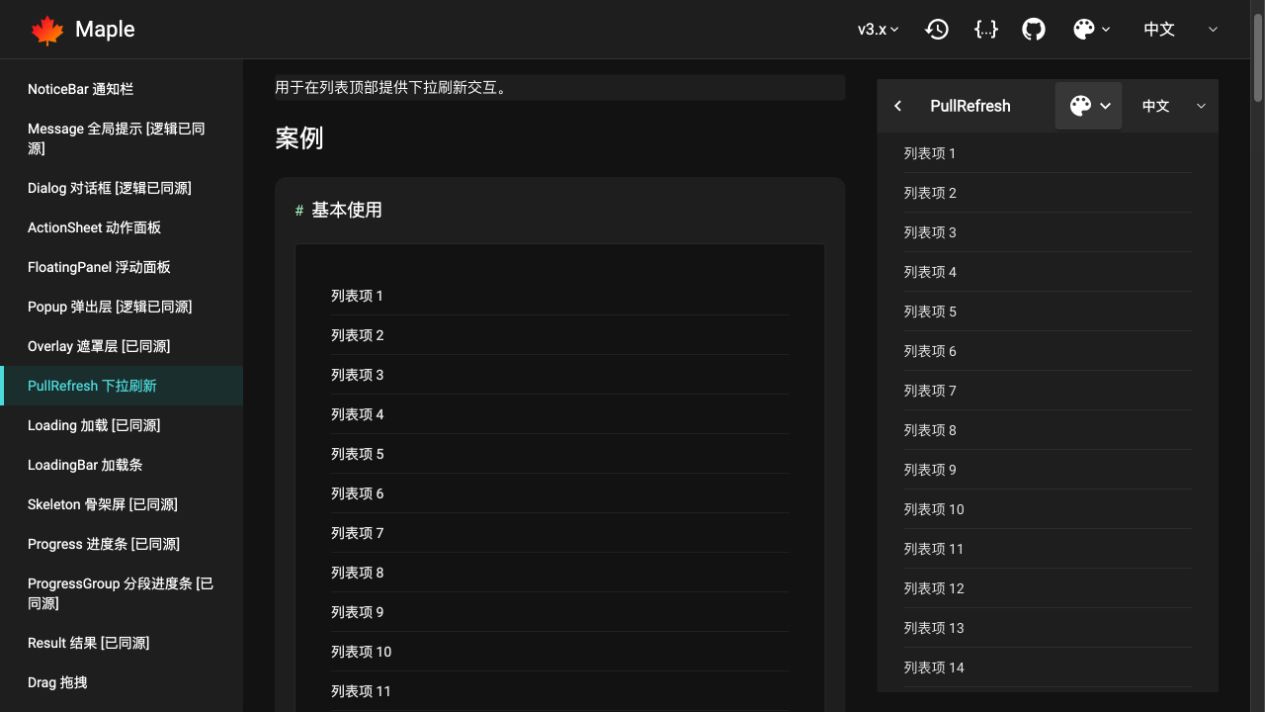 Maple
v3.x
{...}
中文
NoticeBar 通知栏
Message 全局提示 [逻辑已同
源]
Dialog 对话框 [逻辑已同源]
ActionSheet 动作面板
FloatingPanel 浮动面板
Popup 弹出层 [逻辑已同源]
Overlay 遮罩层 [已同源]
PullRefresh 下拉刷新
Loading 加载 [已同源]
LoadingBar 加载条
Skeleton 骨架屏 [已同源]
Progress 进度条 [已同源]
ProgressGroup 分段进度条 [已
同源]
Result 结果 [已同源]
Drag 拖拽
用于在列表顶部提供下拉刷新交互。
案例
# 基本使用
列表项 1
列表项 2
列表项 3
列表项 4
列表项 5
列表项 6
列表项 7
列表项 8
列表项 9
列表项 10
列表项 11
PullRefresh
中文
列表项 1
列表项 2
列表项 3
列表项 4
列表项 5
列表项 6
列表项 7
列表项 8
列表项 9
列表项 10
列表项 11
列表项 12
列表项 13
列表项 14